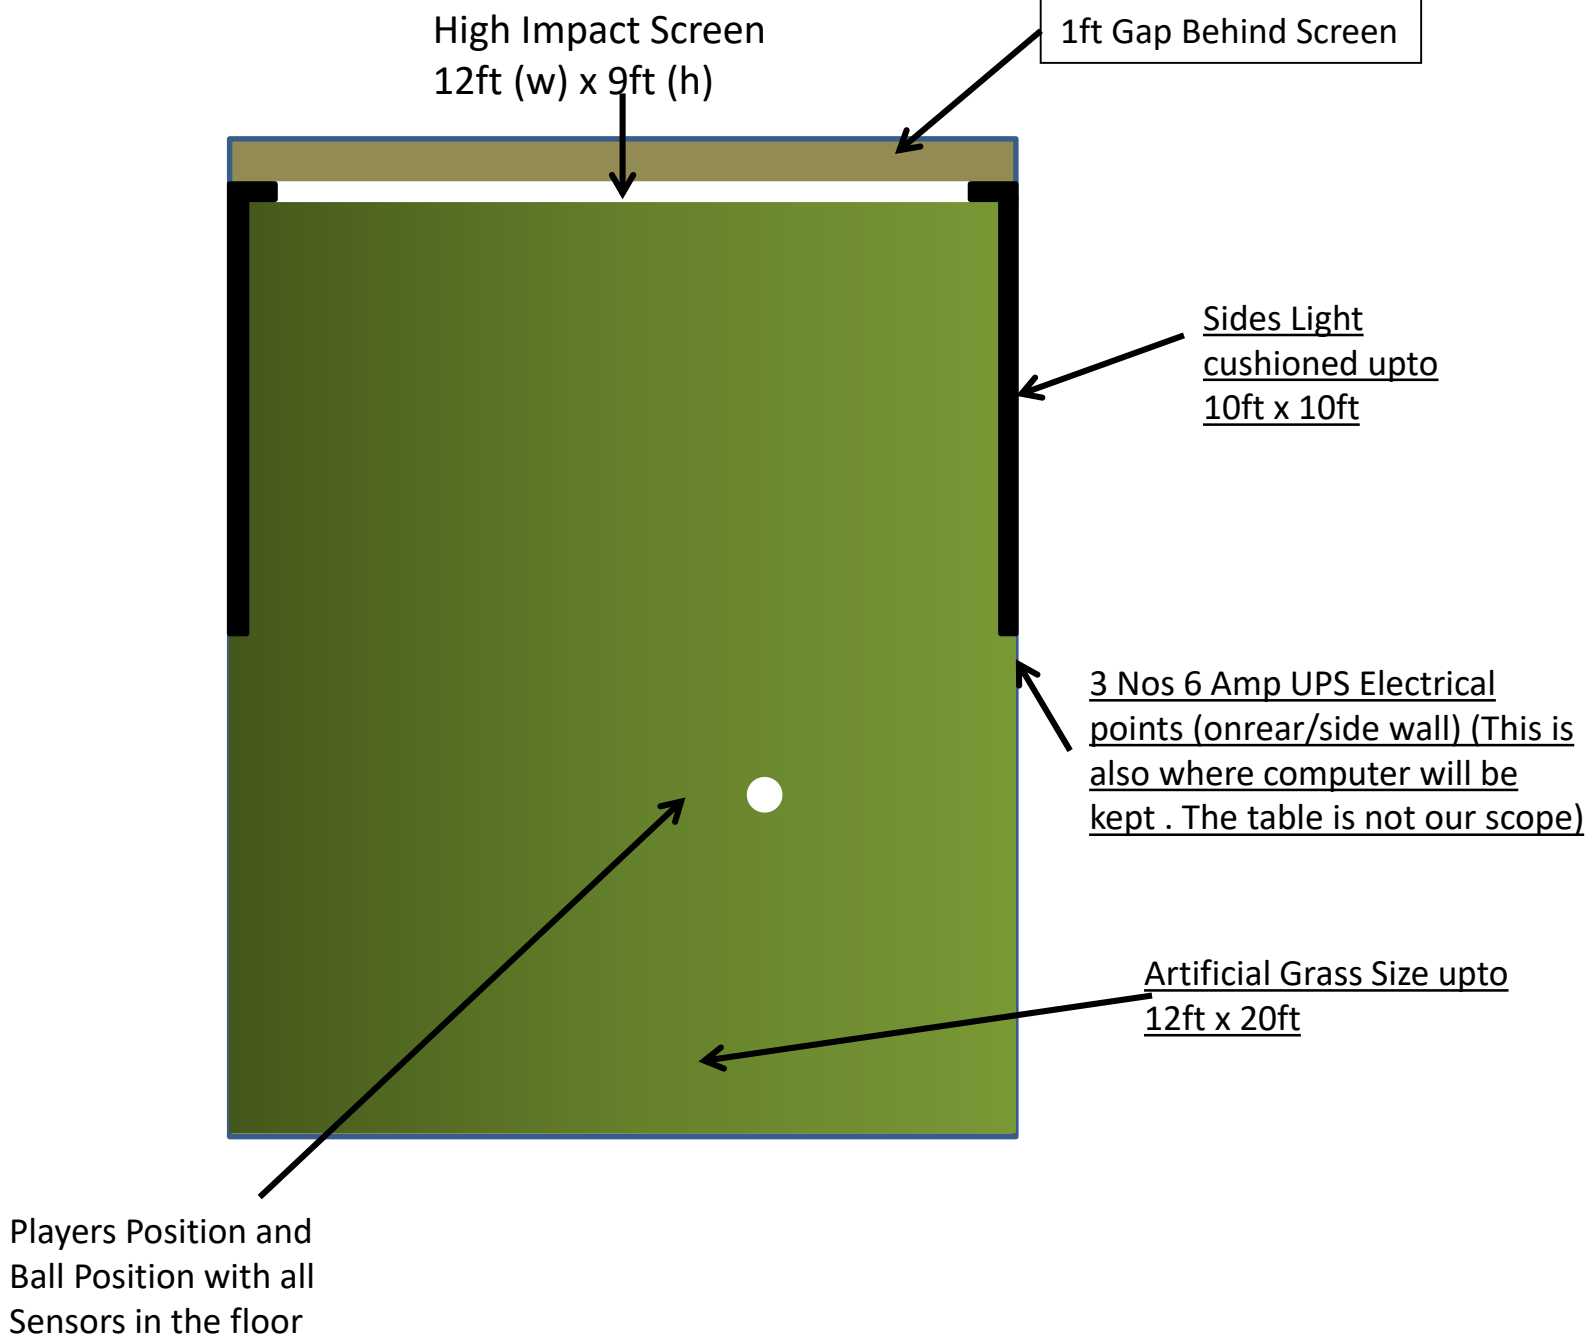 High Impact Screen
12ft (w) x 9ft (h)
1ft Gap Behind Screen
Sides Light
cushioned upto
10ft x 10ft
3 Nos 6 Amp UPS Electrical
points (onrear/side wall) (This is
also where computer will be
kept . The table is not our scope)
Artificial Grass Size upto
12ft x 20ft
Players Position and
Ball Position with all
Sensors in the floor